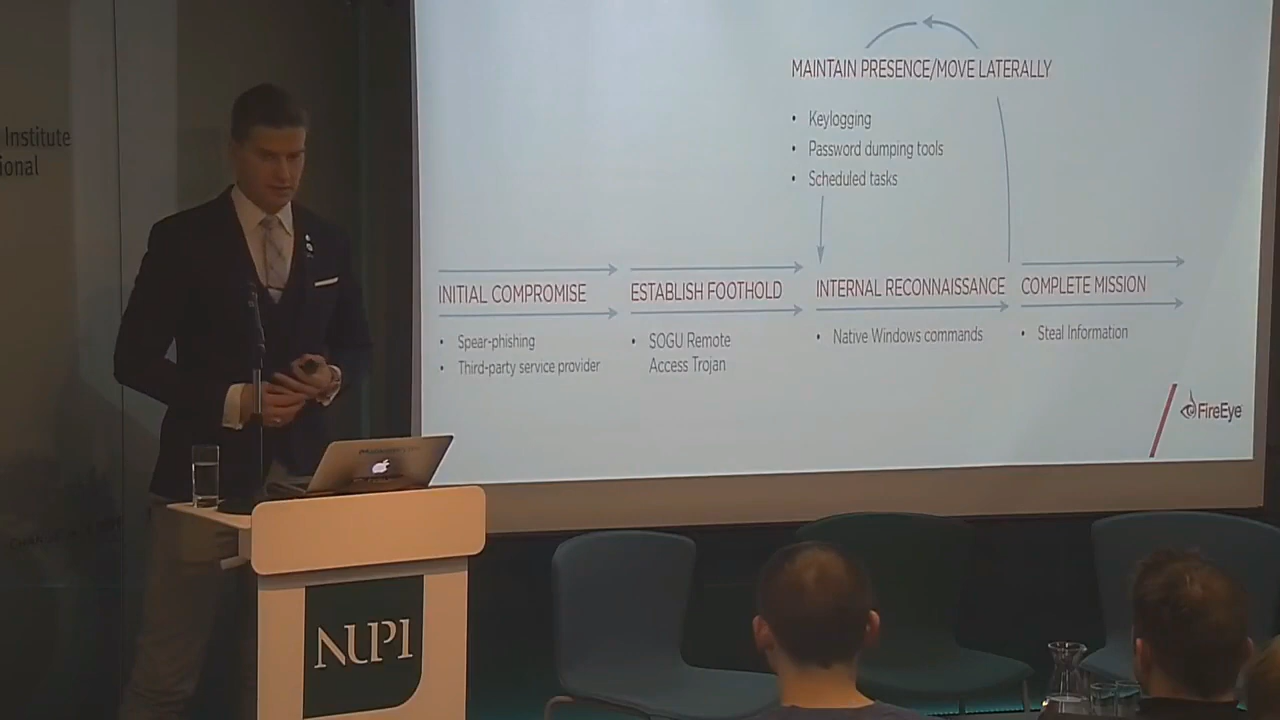 Institute
ional
MAINTAIN PRESENCE/MOVE LATERALLY
• Keylogging
• Password dumping tools
• Scheduled tasks
INITIAL COMPROMISE
• Spear-phishing
• Third-party service provider
ESTABLISH FOOTHOLD
• SOGU Remote
Access Trojan
INTERNAL RECONNAISSANCE
• Native Windows commands
COMPLETE MISSION
• Steal Information
FireEye
NUPI